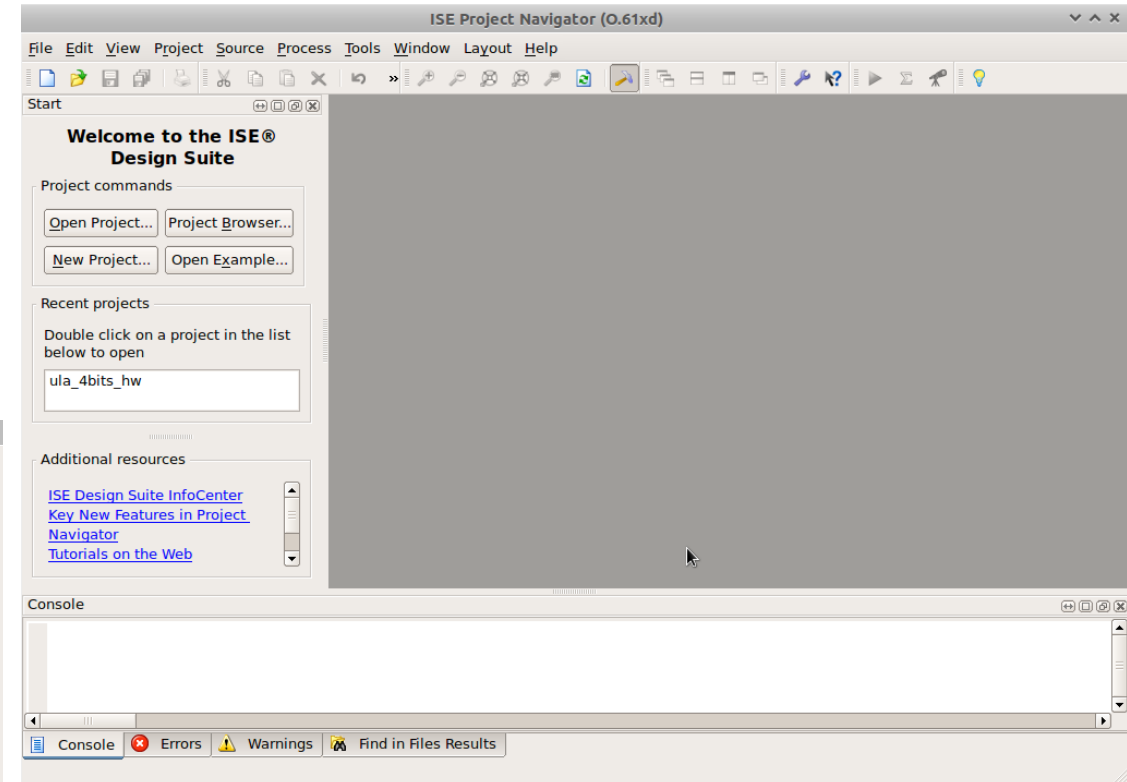 ISE Project Navigator (O.61xd)
File Edit View Project Source Process Tools Window Layout Help
»
Start
Welcome to the ISE®
Design Suite
Project commands
Open Project... Project Browser...
New Project... Open Example...
Recent projects
Double click on a project in the list
below to open
ula_4bits_hw
Additional resources
ISE Design Suite InfoCenter
Key New Features in Project
Navigator
Tutorials on the Web
Console
Console Errors Warnings Find in Files Results